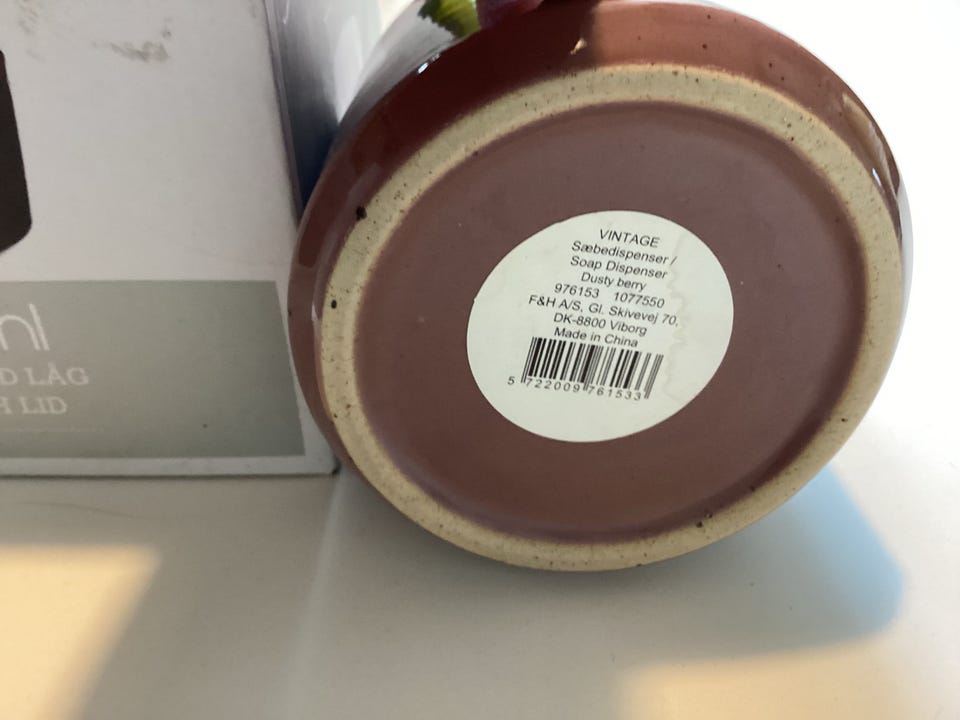 VINTAGE
Sæbedispenser /
Soap Dispenser
Dusty berry
976153 1077550
F&H A/S, Gl. Skivevej 70,
DK-8800 Viborg
Made in China
5 722009 761533
D LÅG
H LID